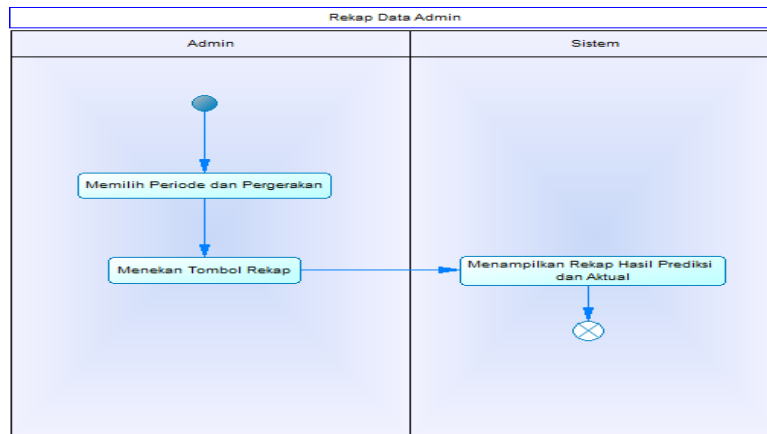 Rekap Data Admin
Admin
Sistem
Memilih Periode dan Pergerakan
Menekan Tombol Rekap
Menampilkan Rekap Hasil Prediksi
dan Aktual